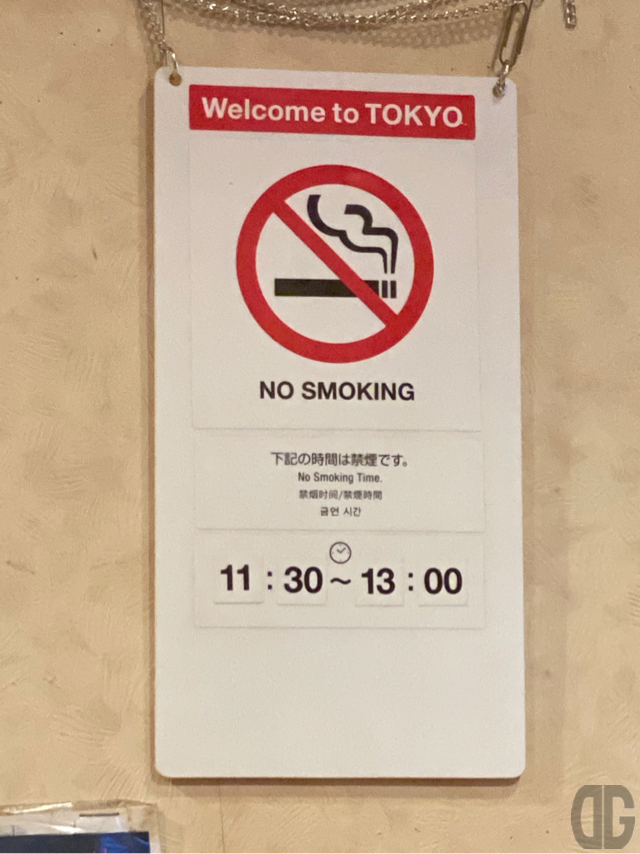 Welcome to TOKYO
NO SMOKING
下記の時間は禁煙です。
No Smoking Time.
禁烟时间/禁煙時間
금연 시간
11 : 30 ~ 13 : 00
DG